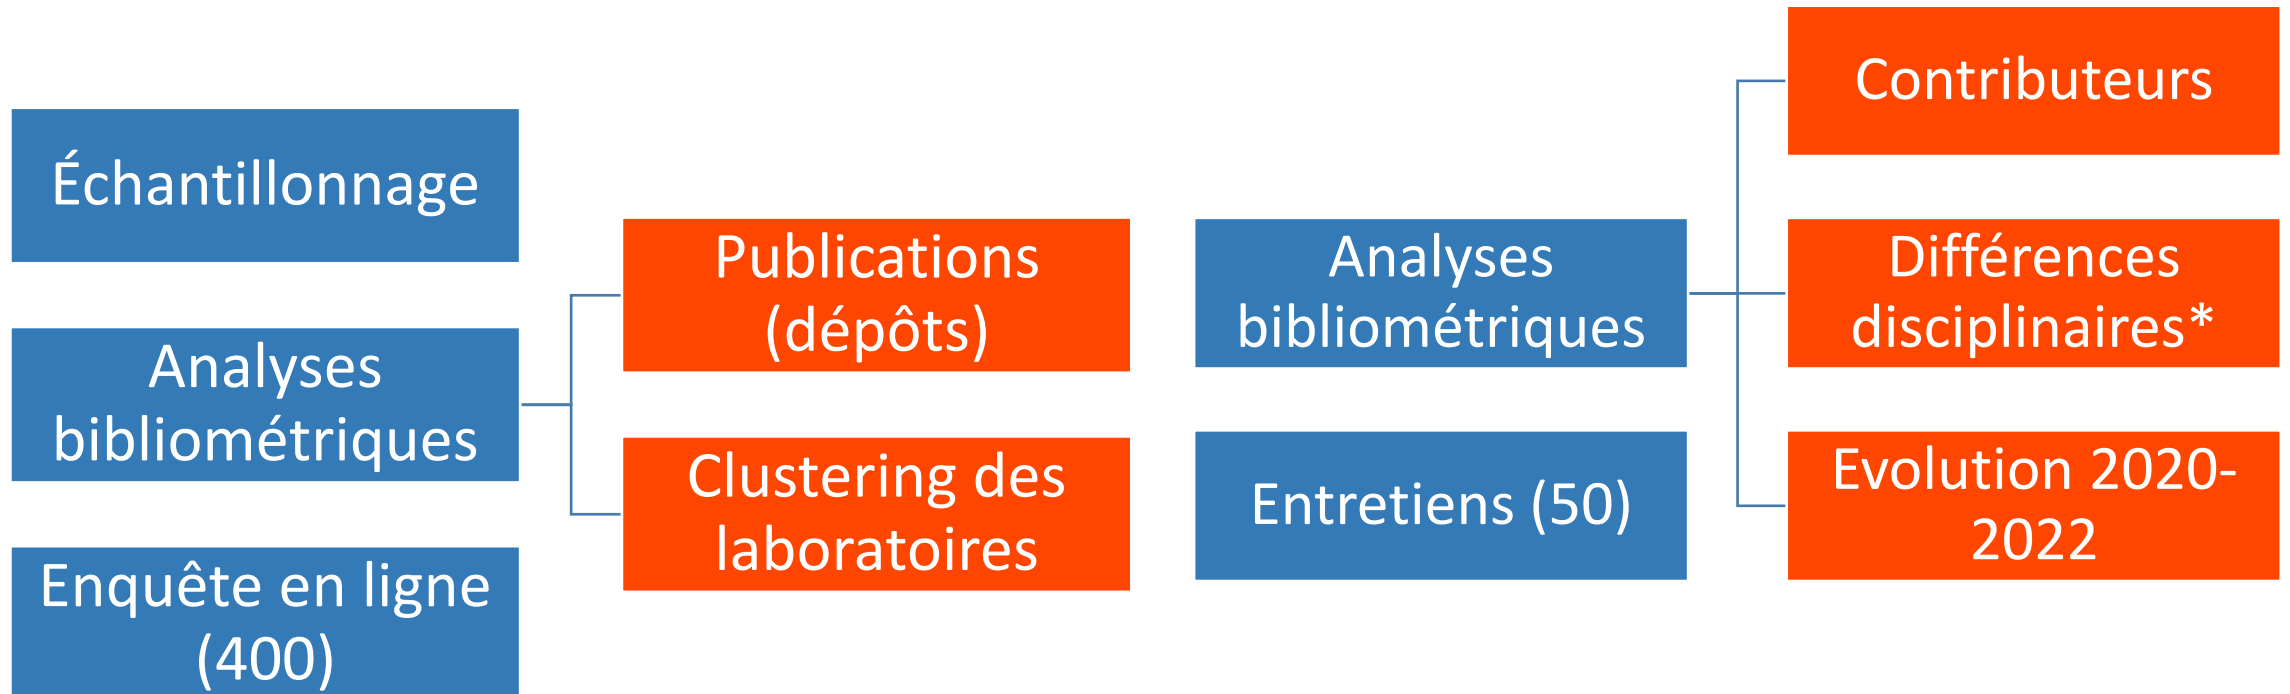 Échantillonnage
Analyses
bibliométriques
Enquête en ligne
(400)
Publications
(dépôts)
Clustering des
laboratoires
Analyses
bibliométriques
Entretiens (50)
Contributeurs
Différences
disciplinaires*
Evolution 2020-
2022